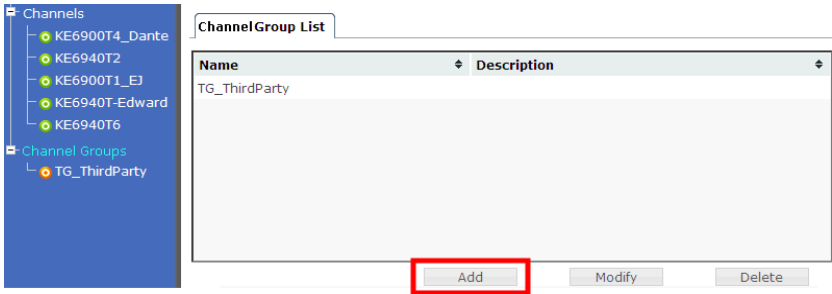 Channels
KE6900T4_Dante
KE6940T2
KE6900T1_EJ
KE6940T-Edward
KE6940T6
Channel Groups
TG_ThirdParty
ChannelGroup List
Name Description
TG_ThirdParty
Add Modify Delete